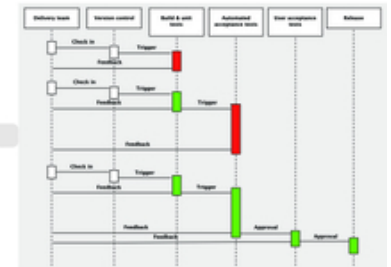 Delivery team
Version control
Build & unit
tests
Automated
acceptance tests
User acceptance
tests
Release
Check in
Trigger
Feedback
Check in
Trigger
Feedback
Trigger
Feedback
Check in
Trigger
Feedback
Trigger
Feedback
Approval
Feedback
Approval